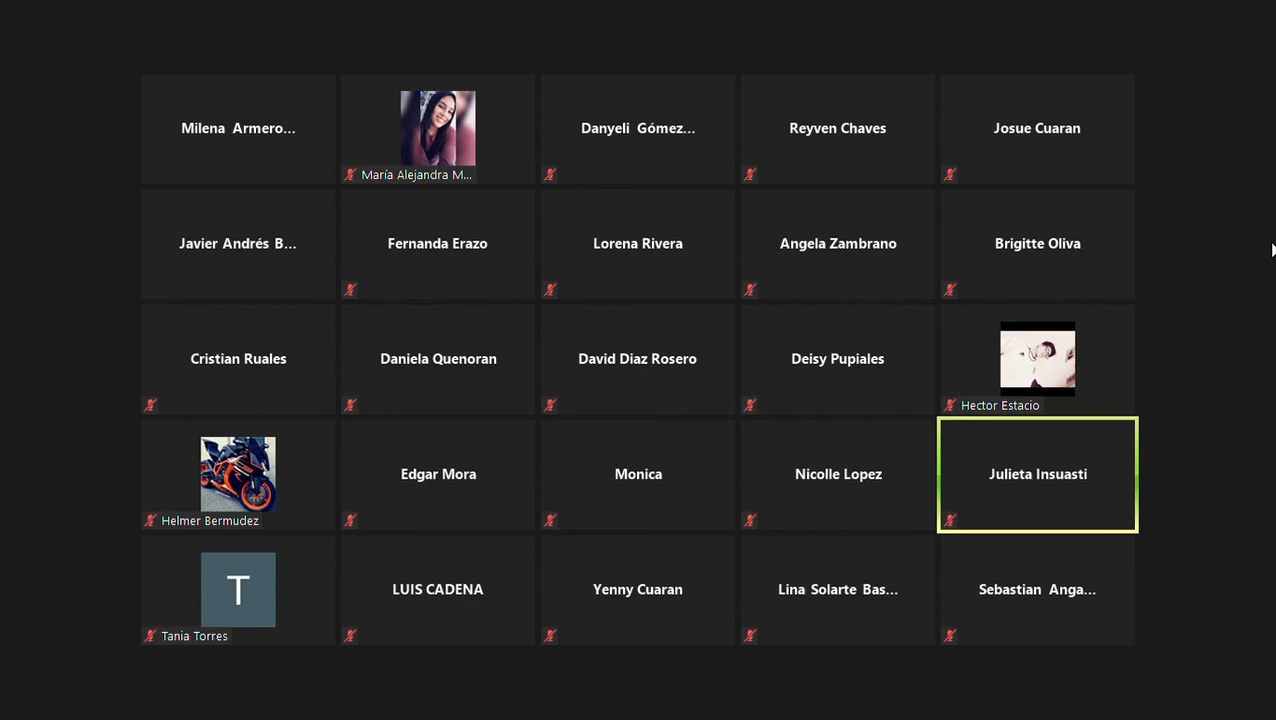 Milena Armero...
María Alejandra M...
Danyeli Gómez...
Reyven Chaves
Josue Cuaran
Javier Andrés B...
Fernanda Erazo
Lorena Rivera
Angela Zambrano
Brigitte Oliva
Cristian Ruales
Daniela Quenoran
David Diaz Rosero
Deisy Pupiales
Hector Estacio
Helmer Bermudez
Edgar Mora
Monica
Nicolle Lopez
Julieta Insuasti
T
Tania Torres
LUIS CADENA
Yenny Cuaran
Lina Solarte Bas...
Sebastian Anga...